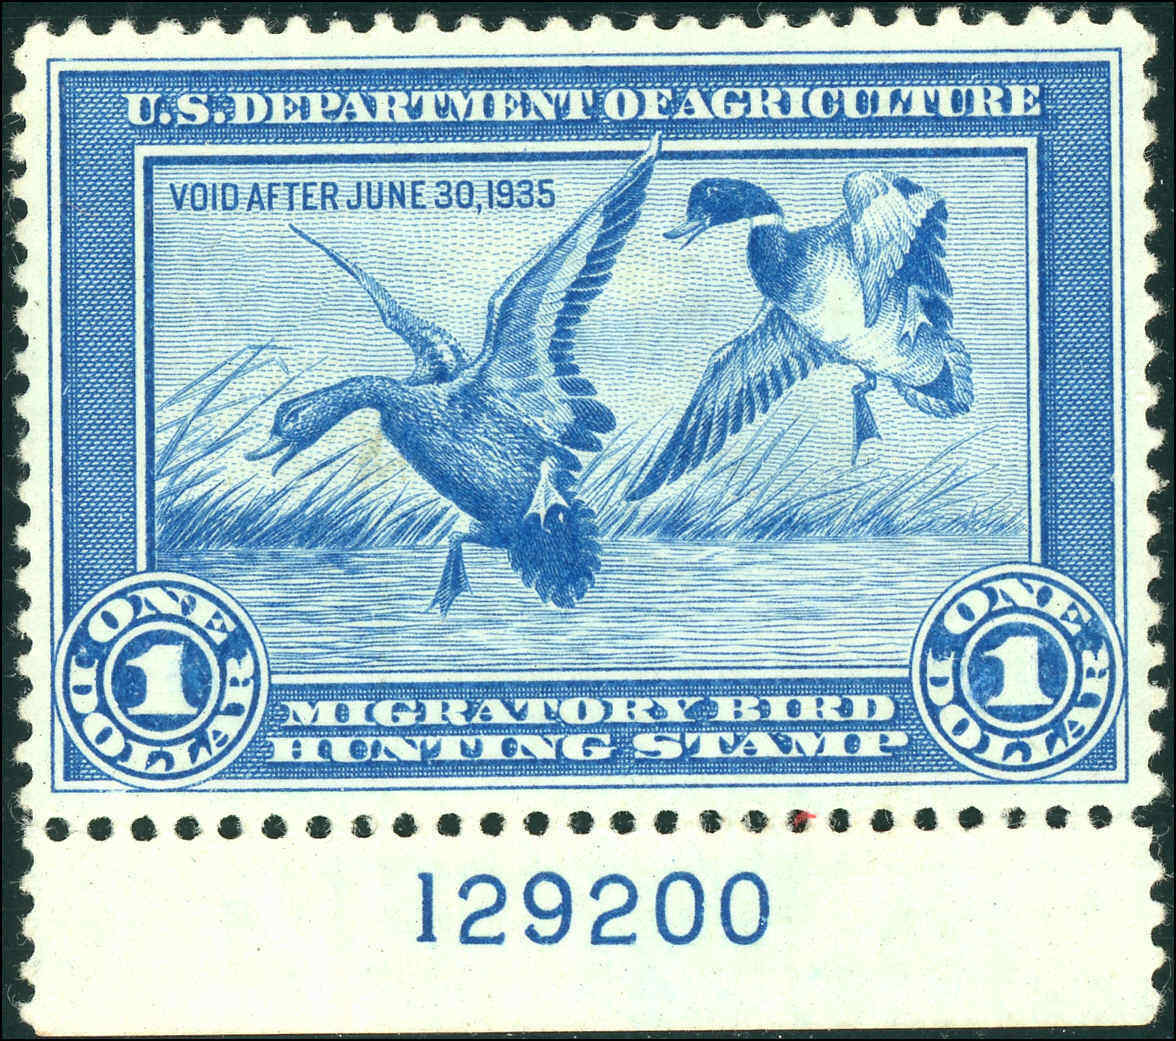 U.S. DEPARTMENT OF AGRICULTURE
VOID AFTER JUNE 30, 1935
ONE
1
DOLLAR
ONE
1
DOLLAR
MIGRATORY BIRD
HUNTING STAMP
129200